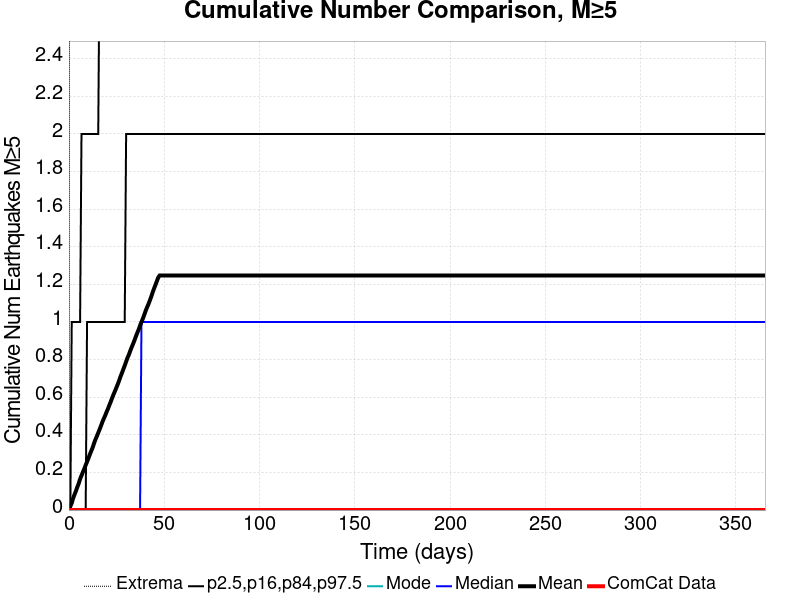 Cumulative Number Comparison, M≥5
Cumulative Num Earthquakes M≥5
2.4
2.2
2
1.8
1.6
1.4
1.2
1
0.8
0.6
0.4
0.2
0
0 50 100 150 200 250 300 350
Time (days)
Extrema p2.5,p16,p84,p97.5 Mode Median Mean ComCat Data